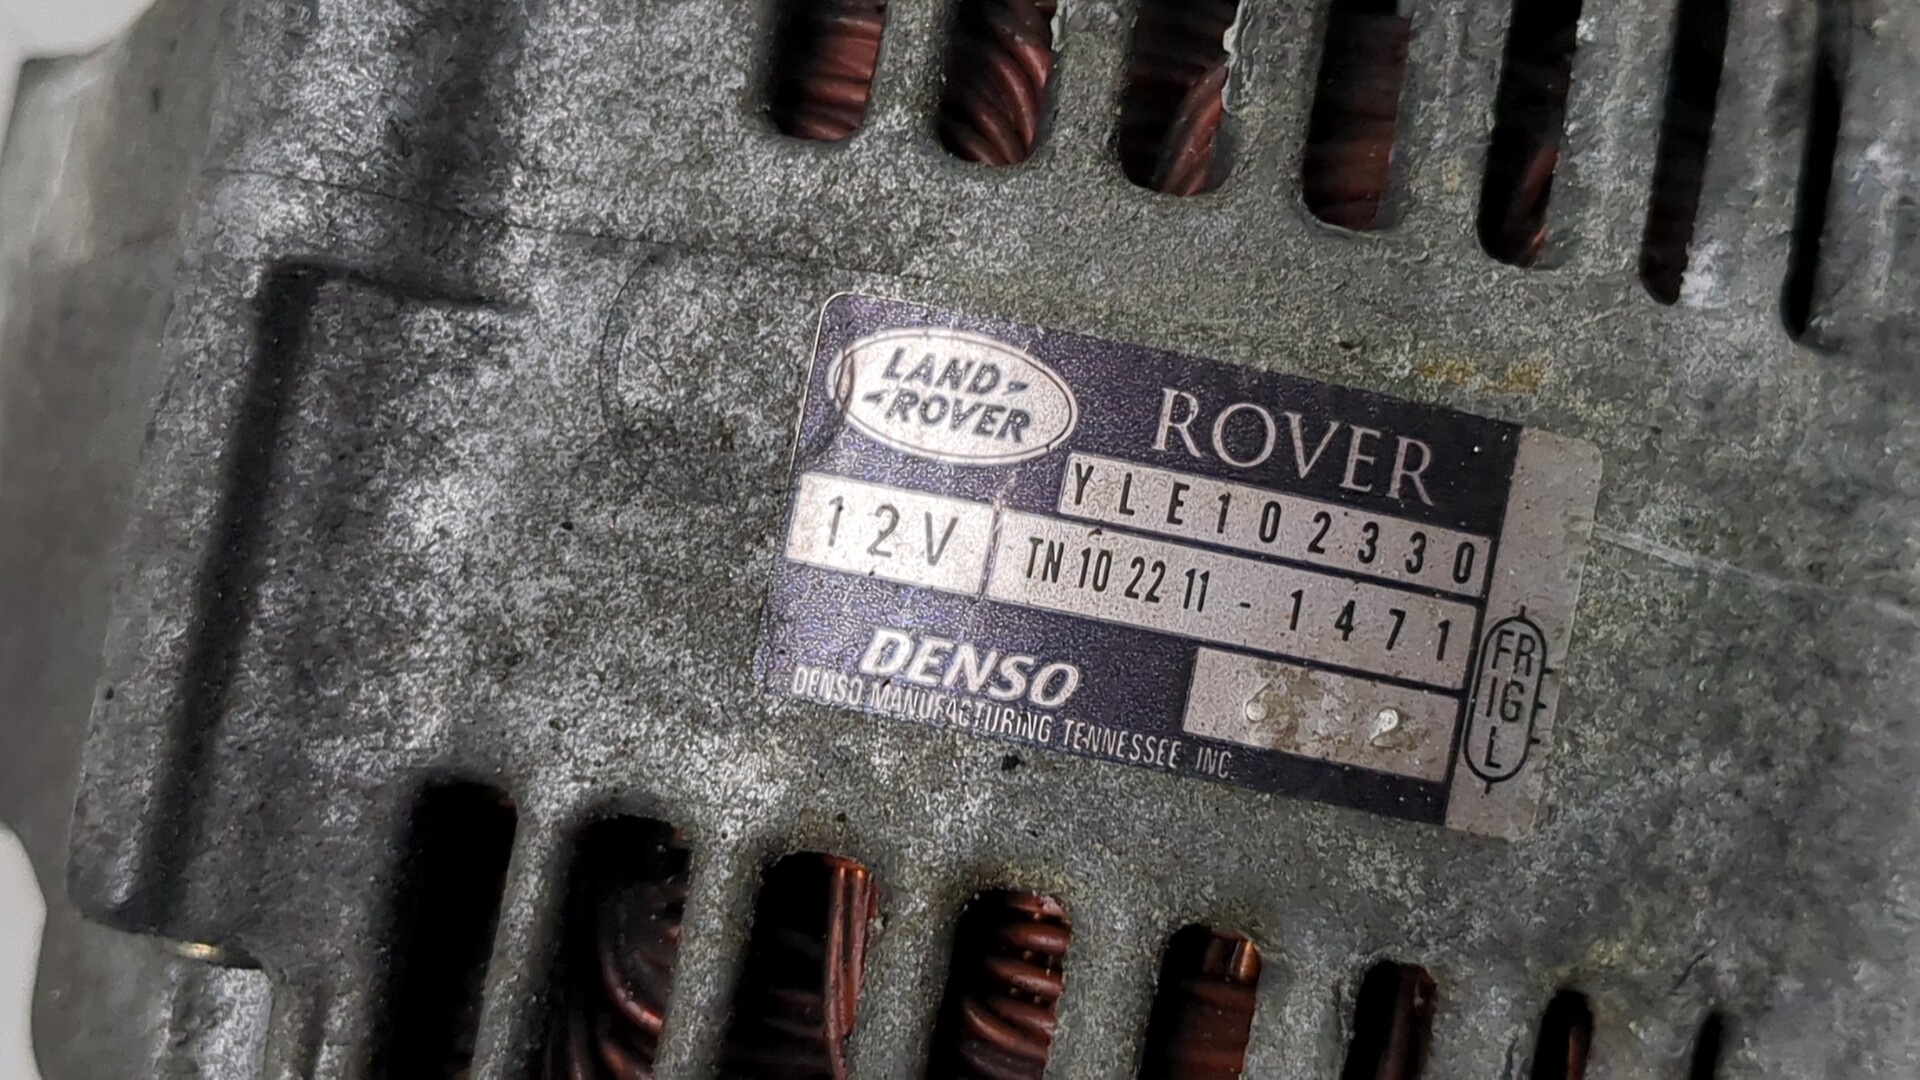 LAND-
-ROVER
ROVER
YLE102330
12V
TN 10 22 11 - 1471
DENSO
DENSO MANUFACTURING TENNESSEE INC.
FR
IG
L